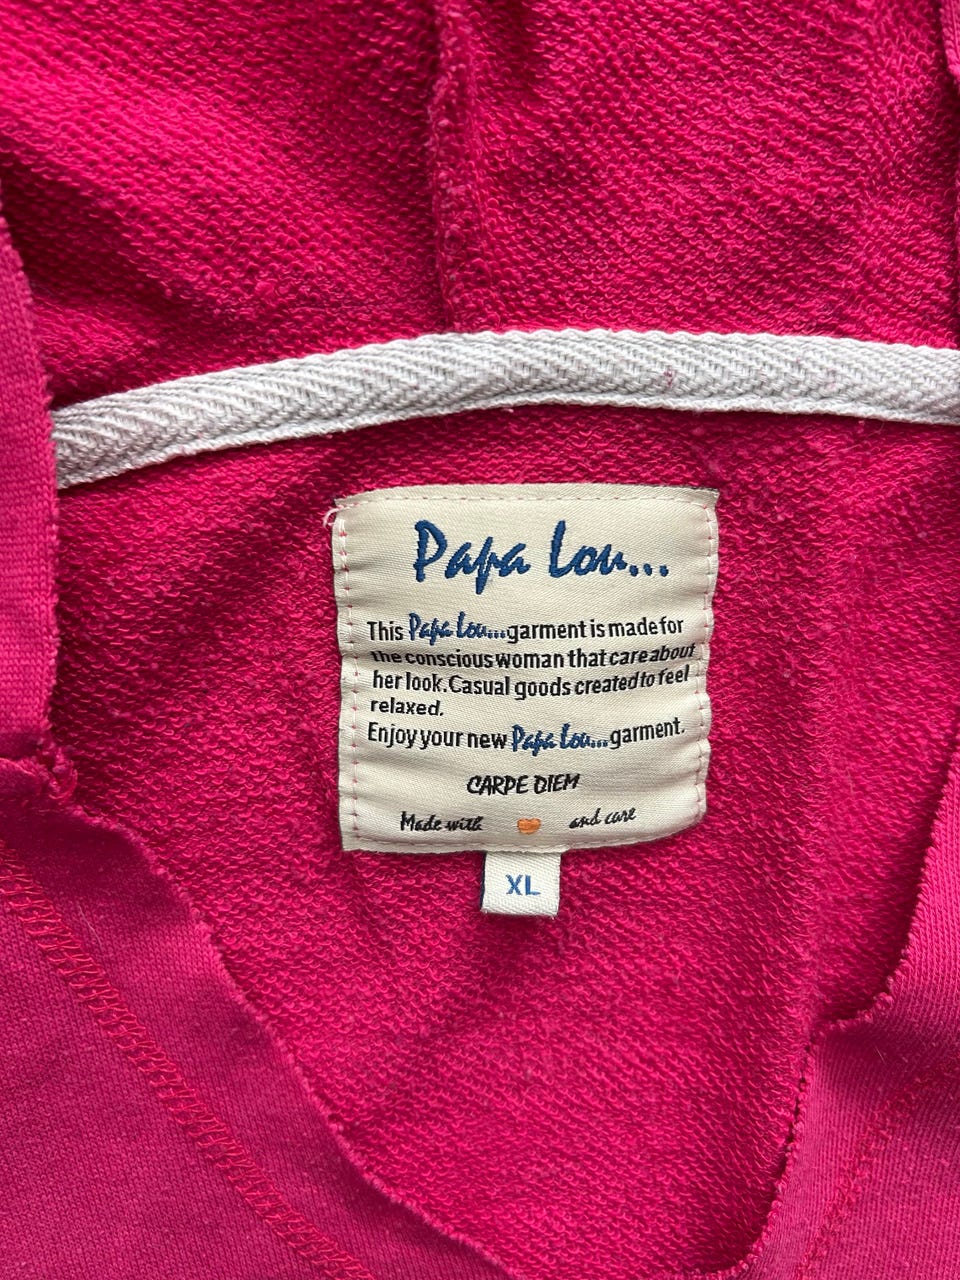 Papa Lou...
This Papa Lou... garment is made for
the conscious woman that care about
her look. Casual goods created to feel
relaxed.
Enjoy your new Papa Lou... garment.
CARPE DIEM
Made with and care
XL